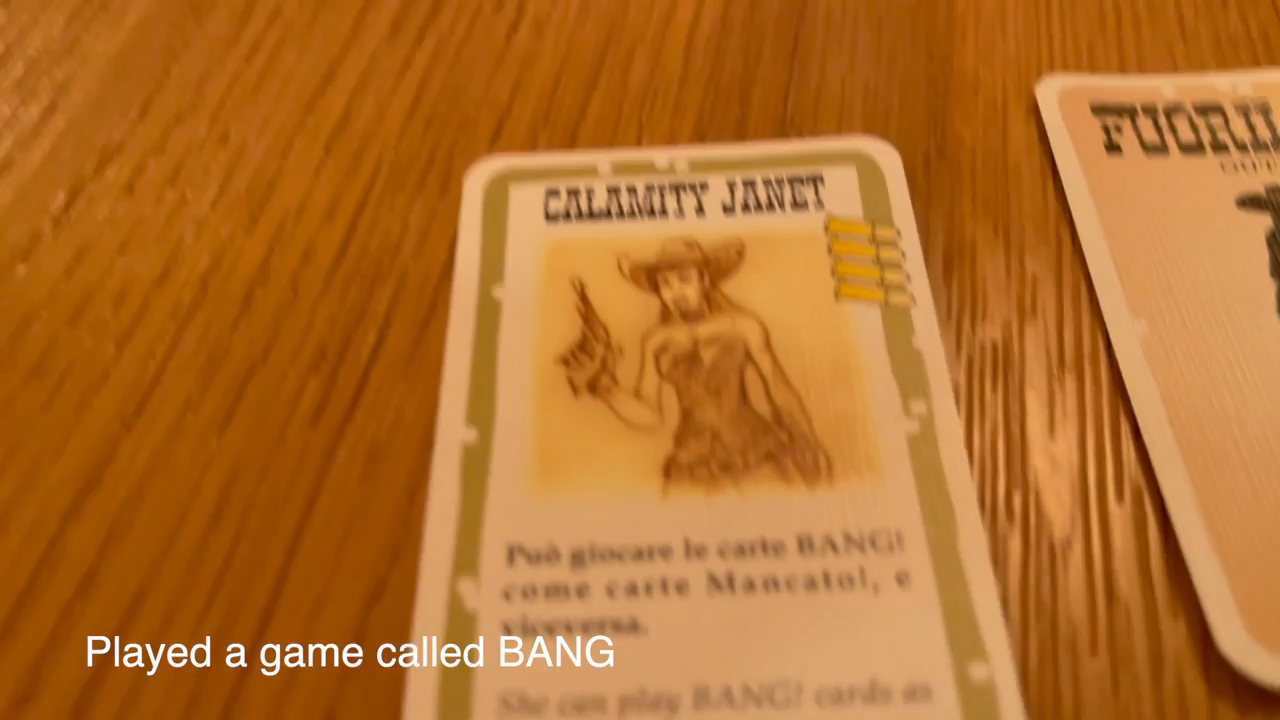 CALAMITY JANET
Può giocare le carte BANG!
come carte Mancato!, e
viceversa.
She can play BANG! cards as
FUORIL
Played a game called BANG